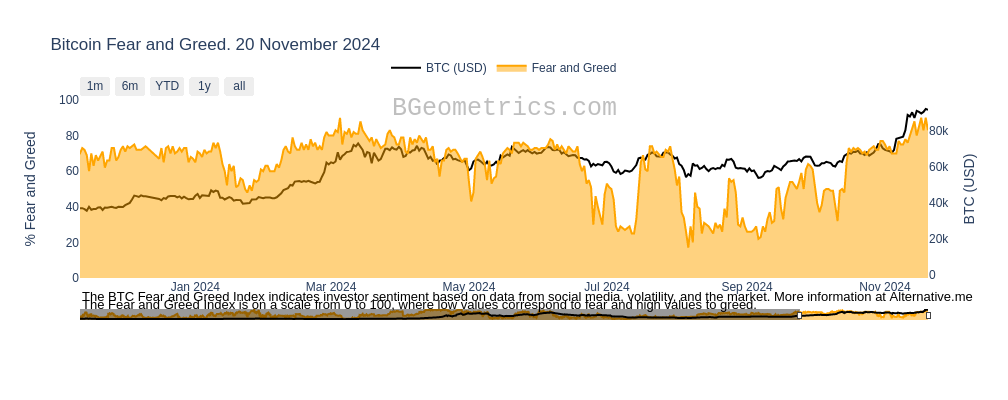 Bitcoin Fear and Greed. 20 November 2024
BTC (USD) Fear and Greed
1m 6m YTD 1y all
BGeometrics.com
100
80
60
40
20
0
% Fear and Greed
80k
60k
40k
20k
0
BTC (USD)
Jan 2024 Mar 2024 May 2024 Jul 2024 Sep 2024 Nov 2024
The BTC Fear and Greed Index indicates investor sentiment based on data from social media, volatility, and the market. More information at Alternative.me
The Fear and Greed Index is on a scale from 0 to 100, where low values correspond to fear and high values to greed.